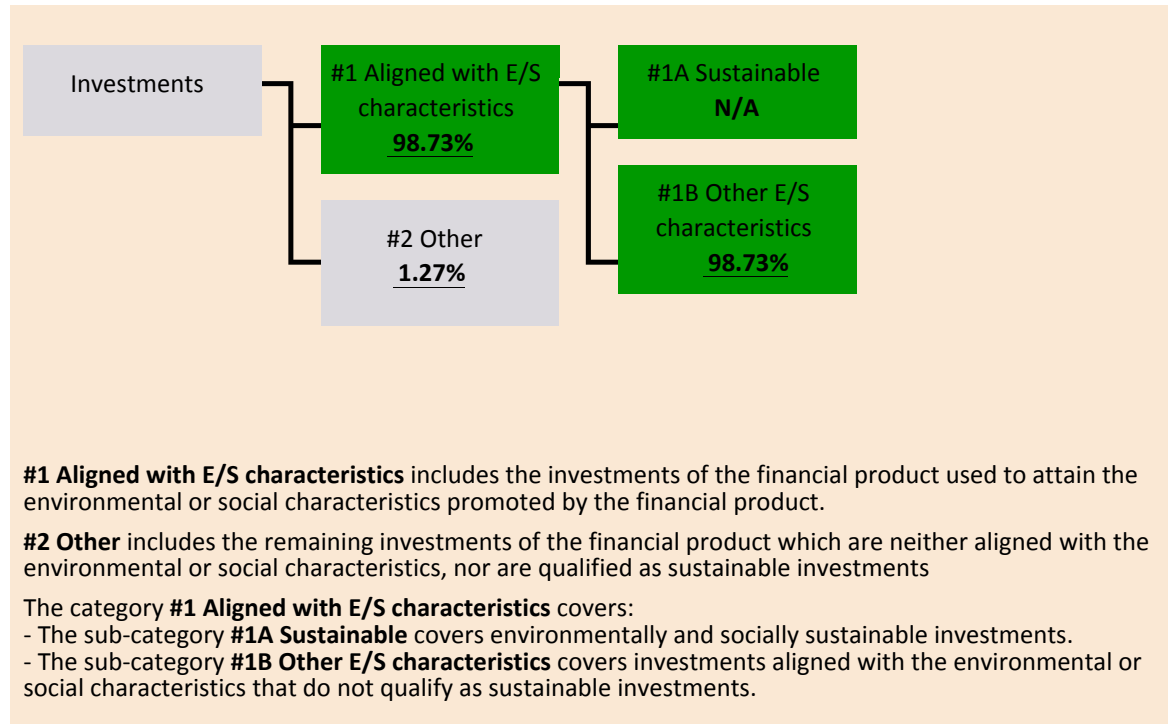 Investments
#1 Aligned with E/S
characteristics
98.73%
#2 Other
1.27%
#1A Sustainable
N/A
#1B Other E/S
characteristics
98.73%
#1 Aligned with E/S characteristics includes the investments of the financial product used to attain the
environmental or social characteristics promoted by the financial product.
#2 Other includes the remaining investments of the financial product which are neither aligned with the
environmental or social characteristics, nor are qualified as sustainable investments
The category #1 Aligned with E/S characteristics covers:
- The sub-category #1A Sustainable covers environmentally and socially sustainable investments.
- The sub-category #1B Other E/S characteristics covers investments aligned with the environmental or
social characteristics that do not qualify as sustainable investments.